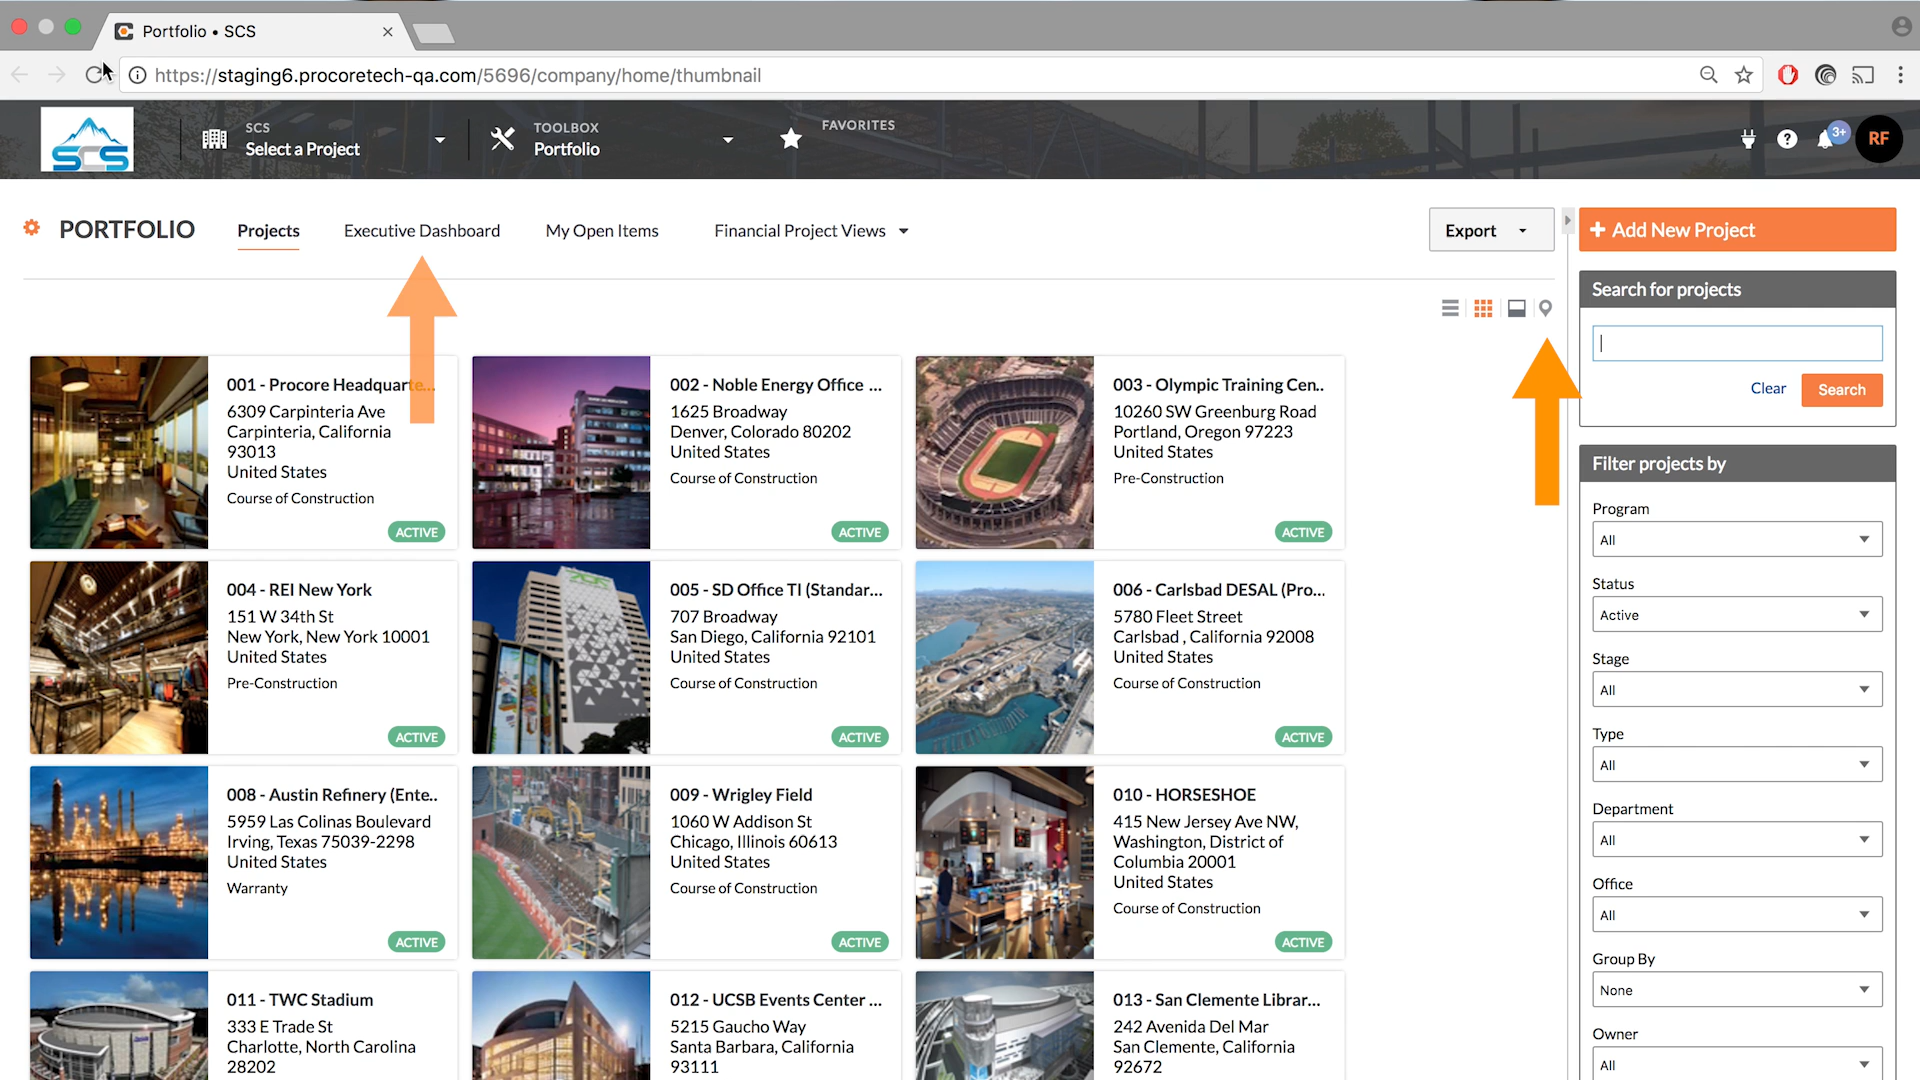 Portfolio • SCS
https://staging6.procoretech-qa.com/5696/company/home/thumbnail
SCS
SCS
Select a Project
TOOLBOX
Portfolio
FAVORITES
3+
RF
PORTFOLIO
Projects
Executive Dashboard
My Open Items
Financial Project Views
Export
+ Add New Project
Search for projects
Clear
Search
Filter projects by
Program
All
Status
Active
Stage
All
Type
All
Department
All
Office
All
Group By
None
Owner
All
001 - Procore Headquarte...
6309 Carpinteria Ave
Carpinteria, California
93013
United States
Course of Construction
ACTIVE
002 - Noble Energy Office ...
1625 Broadway
Denver, Colorado 80202
United States
Course of Construction
ACTIVE
003 - Olympic Training Cen..
10260 SW Greenburg Road
Portland, Oregon 97223
United States
Pre-Construction
ACTIVE
004 - REI New York
151 W 34th St
New York, New York 10001
United States
Pre-Construction
ACTIVE
005 - SD Office TI (Standar...
707 Broadway
San Diego, California 92101
United States
Course of Construction
ACTIVE
006 - Carlsbad DESAL (Pro...
5780 Fleet Street
Carlsbad , California 92008
United States
Course of Construction
ACTIVE
008 - Austin Refinery (Ente..
5959 Las Colinas Boulevard
Irving, Texas 75039-2298
United States
Warranty
ACTIVE
009 - Wrigley Field
1060 W Addison St
Chicago, Illinois 60613
United States
Course of Construction
ACTIVE
010 - HORSESHOE
415 New Jersey Ave NW,
Washington, District of
Columbia 20001
United States
Course of Construction
ACTIVE
011 - TWC Stadium
333 E Trade St
Charlotte, North Carolina
28202
012 - UCSB Events Center ...
5215 Gaucho Way
Santa Barbara, California
93111
013 - San Clemente Librar...
242 Avenida Del Mar
San Clemente, California
92672